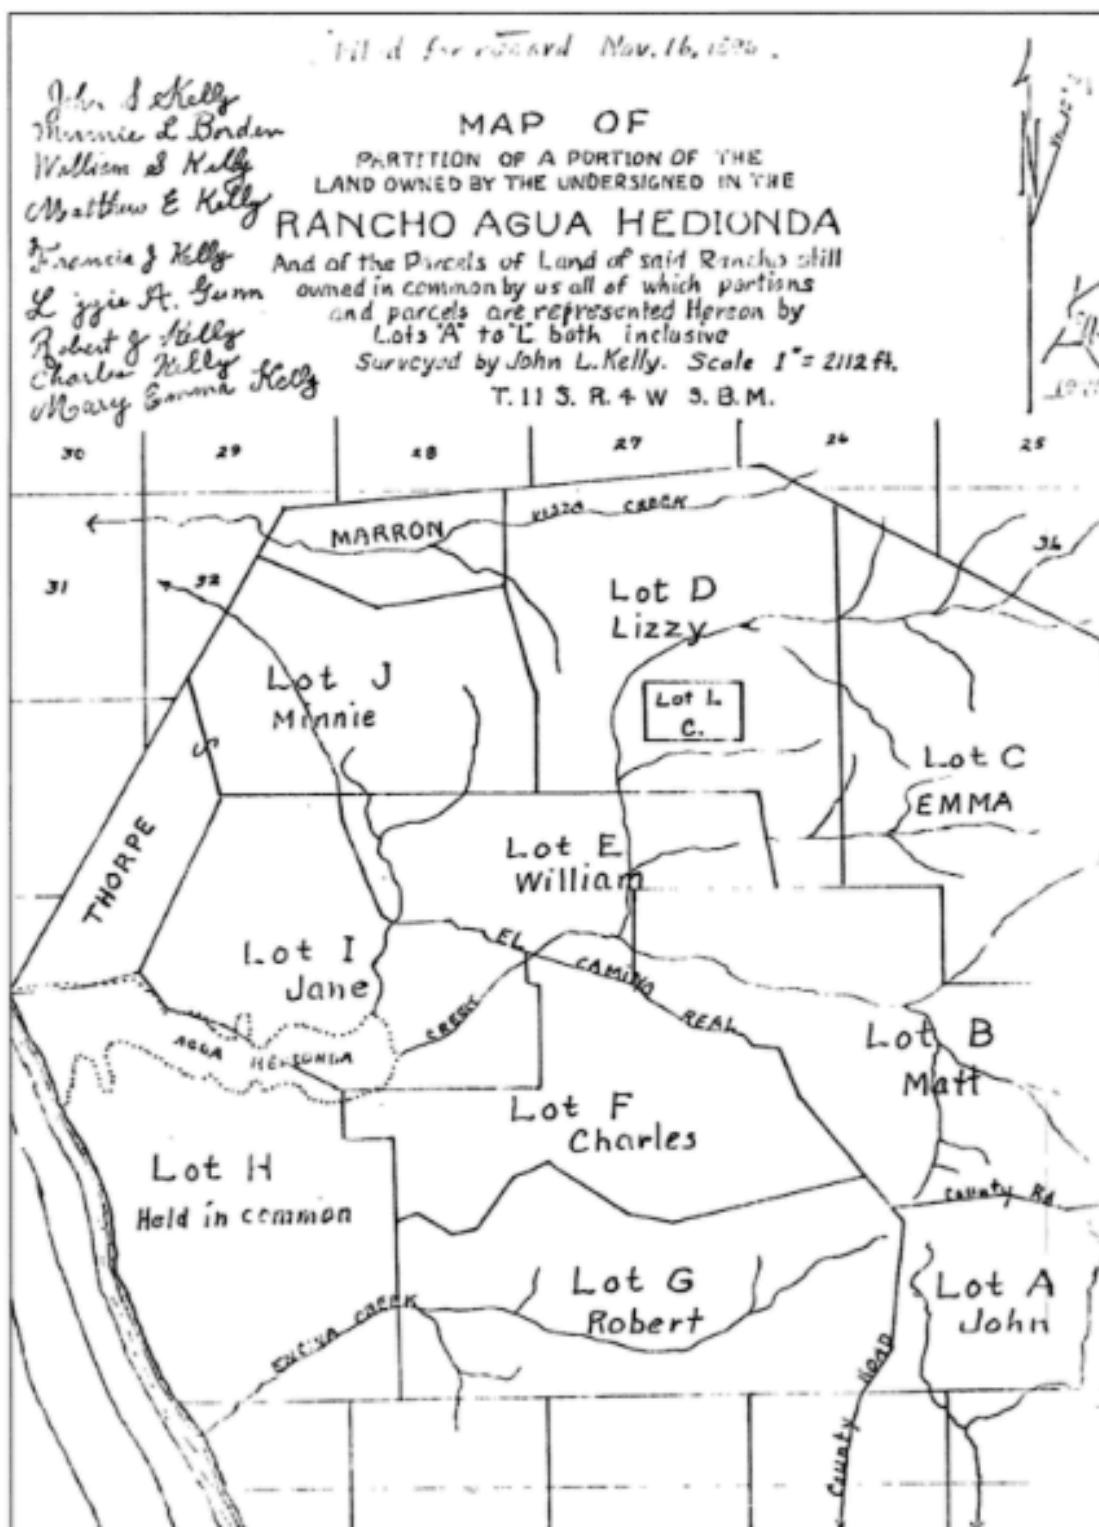 Filed for record Nov. 16, 1896.
John S Kelly
Minnie L Borden
William S Kelly
Matthew E Kelly
Francis J Kelly
Lizzie A. Gunn
Robert J Kelly
Charles Kelly
Mary Emma Kelly
MAP OF
PARTITION OF A PORTION OF THE
LAND OWNED BY THE UNDERSIGNED IN THE
RANCHO AGUA HEDIONDA
And of the Parcels of Land of said Rancho still
owned in common by us all of which portions
and parcels are represented Hereon by
Lots "A" to "L" both inclusive
Surveyed by John L. Kelly. Scale 1" = 2112 ft.
T. 11 S. R. 4 W S. B. M.
30
29
28
27
26
25
VISTA CREEK
MARRON
36
31
32
Lot D
Lizzy
Lot J
Minnie
Lot L
C.
S
Lot C
EMMA
THORPE
Lot E
William
Lot I
Jane
EL CAMINO REAL
CREEK
AGUA HEDIONDA
Lot B
Matt
Lot F
Charles
Lot H
Held in common
County Rd
Lot G
Robert
Lot A
John
ENCINA CREEK
County ROAD